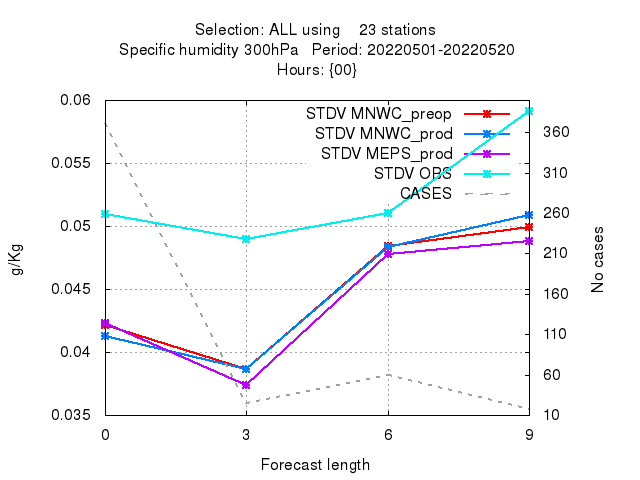 Selection: ALL using    23 stations
Specific humidity 300hPa   Period: 20220501-20220520
Hours: {00}
STDV MNWC_preop
STDV MNWC_prod
STDV MEPS_prod
STDV OPS
CASES
0.06
0.055
0.05
0.045
0.04
0.035
g/Kg
360
310
260
210
160
110
60
10
No cases
0 3 6 9
Forecast length